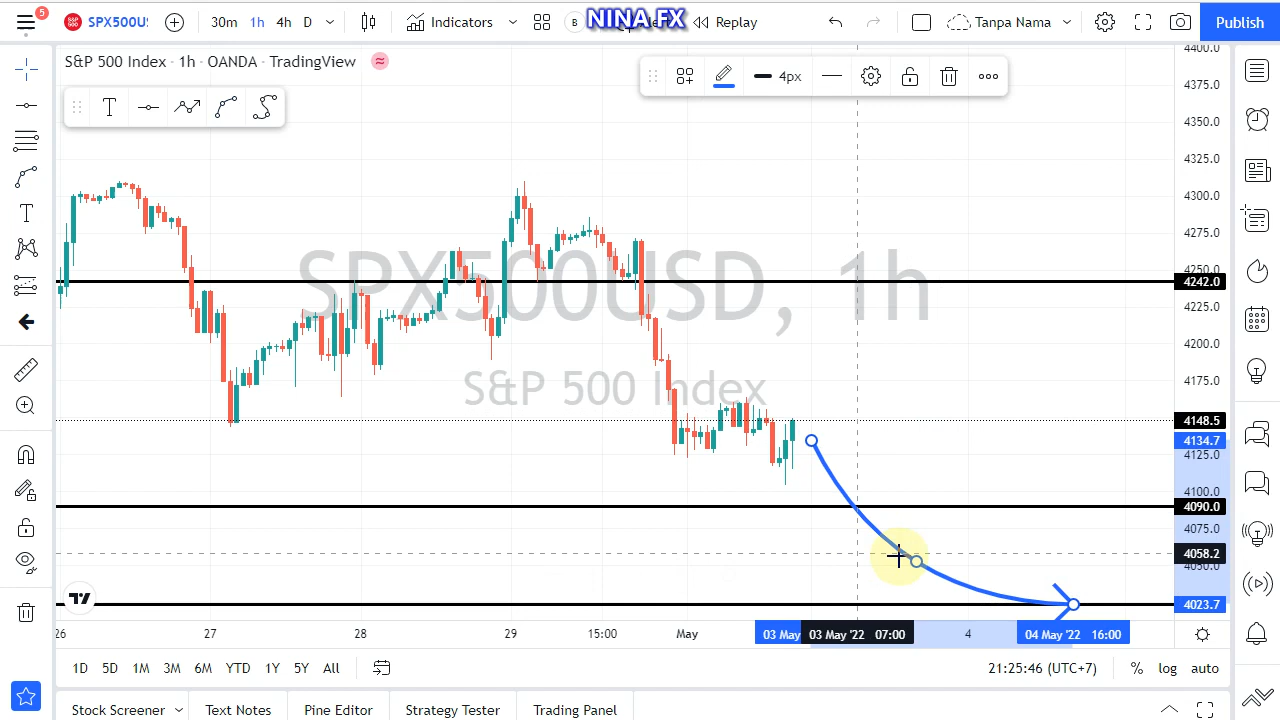 5
SPX500U
30m 1h 4h D
Indicators
B
NINA FX
Replay
Tanpa Nama
Publish
S&P 500 Index · 1h · OANDA · TradingView
4px
SPX500USD, 1h
S&P 500 Index
4400.0
4375.0
4350.0
4325.0
4300.0
4275.0
4250.0
4242.0
4225.0
4200.0
4175.0
4148.5
4134.7
4125.0
4100.0
4090.0
4075.0
4058.2
4050.0
4023.7
26 27 28 29 15:00 May 03 May 03 May '22 07:00 4 04 May '22 16:00
1D 5D 1M 3M 6M YTD 1Y 5Y All
21:25:46 (UTC+7) % log auto
Stock Screener Text Notes Pine Editor Strategy Tester Trading Panel